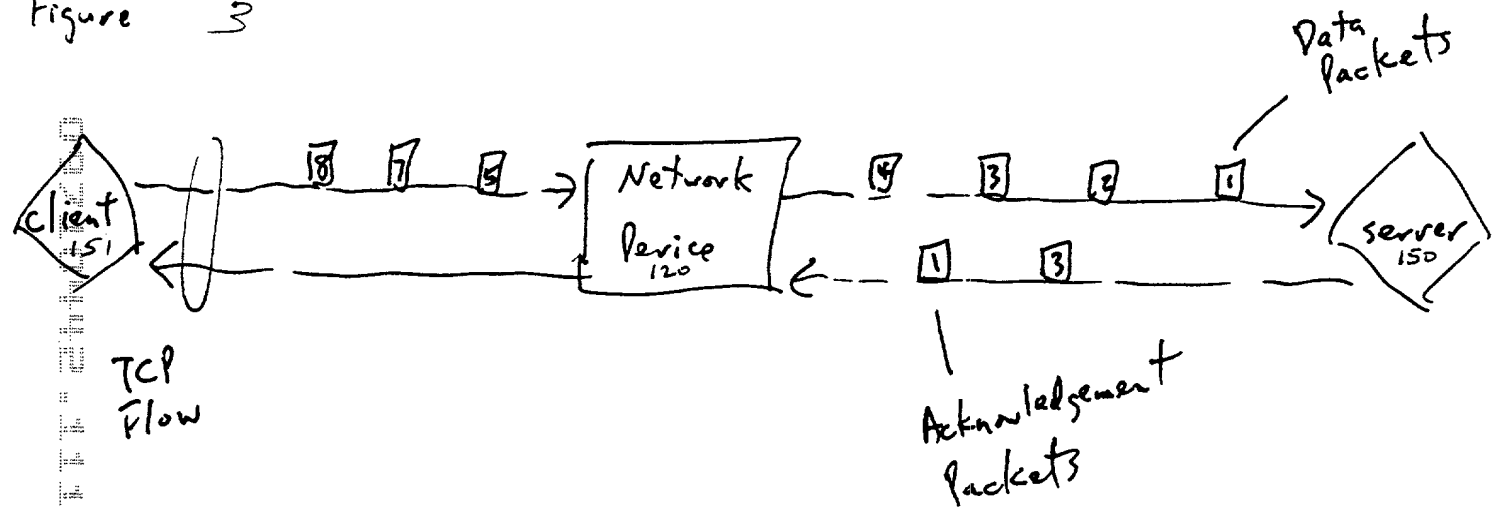 Figure 3
Data
Packets
8 7 5
4 3 2 1
Client
151
Network
Device
120
server
150
1 3
TCP
Flow
Acknowledgement
Packets